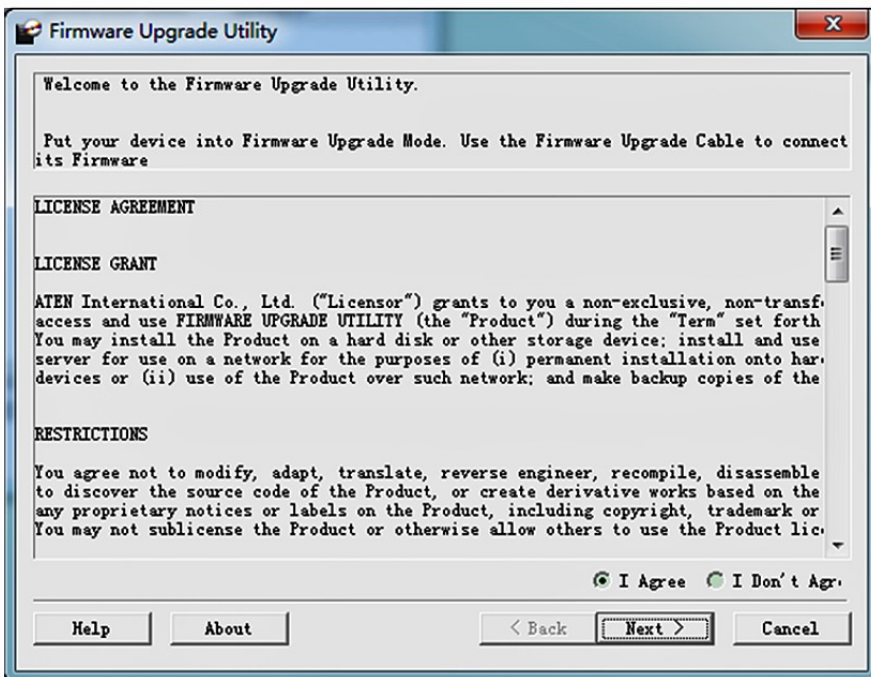 Firmware Upgrade Utility
Welcome to the Firmware Upgrade Utility.
Put your device into Firmware Upgrade Mode. Use the Firmware Upgrade Cable to connect
its Firmware
LICENSE AGREEMENT
LICENSE GRANT
ATEN International Co., Ltd. ("Licensor") grants to you a non-exclusive, non-transf
access and use FIRMWARE UPGRADE UTILITY (the "Product") during the "Term" set forth
You may install the Product on a hard disk or other storage device; install and use
server for use on a network for the purposes of (i) permanent installation onto har
devices or (ii) use of the Product over such network; and make backup copies of the
RESTRICTIONS
You agree not to modify, adapt, translate, reverse engineer, recompile, disassemble
to discover the source code of the Product, or create derivative works based on the
any proprietary notices or labels on the Product, including copyright, trademark or
You may not sublicense the Product or otherwise allow others to use the Product lic
I Agree I Don't Agr
Help About < Back Next > Cancel